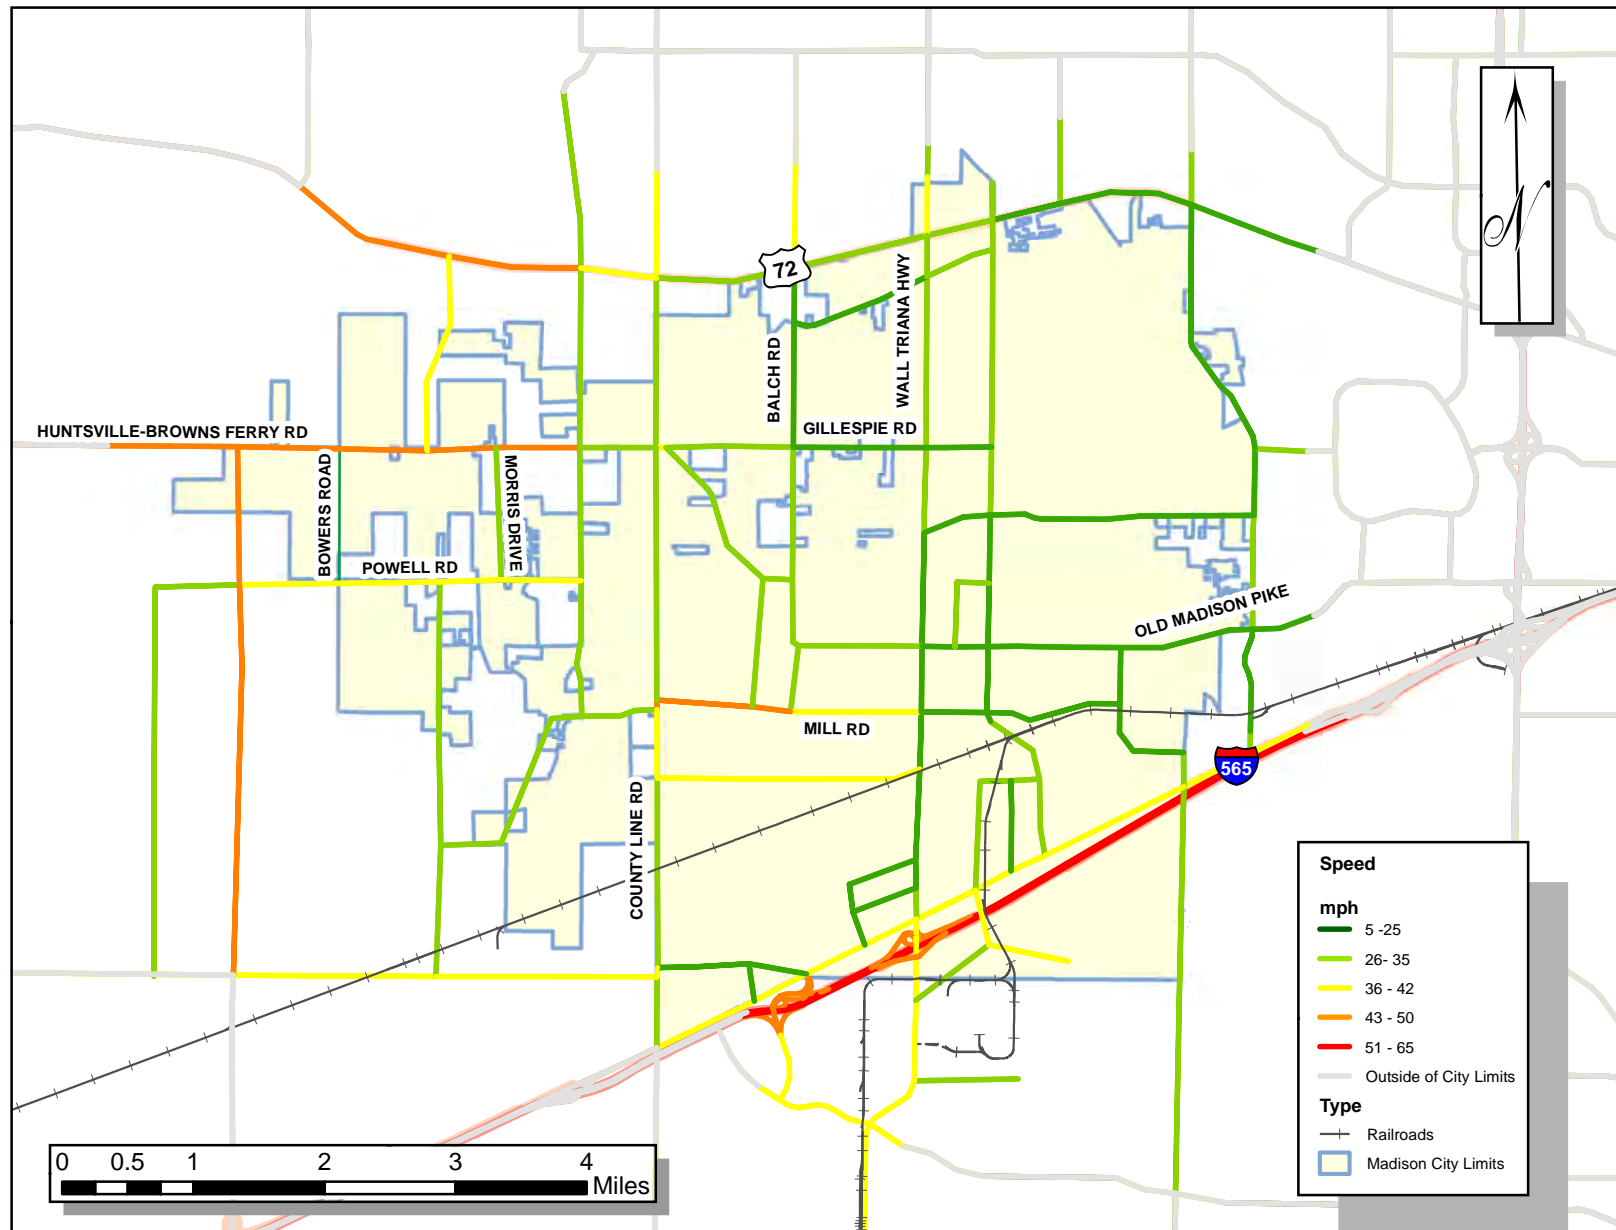 72
BALCH RD
WALL TRIANA HWY
HUNTSVILLE-BROWNS FERRY RD
GILLESPIE RD
BOWERS ROAD
MORRIS DRIVE
POWELL RD
OLD MADISON PIKE
N
MILL RD
565
COUNTY LINE RD
Speed
mph
5 -25
26- 35
36 - 42
43 - 50
51 - 65
Outside of City Limits
Type
Railroads
Madison City Limits
0 0.5 1 2 3 4
Miles